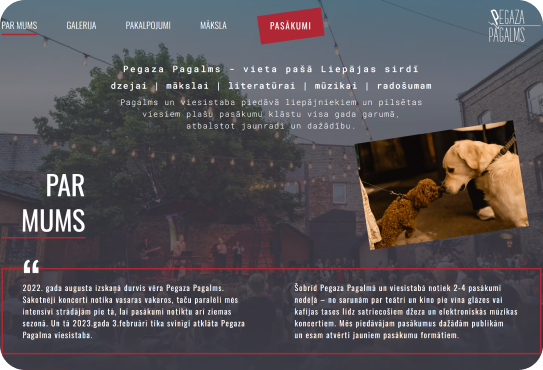 PAR MUMS
GALERIJA
PAKALPOJUMI
MĀKSLA
PASĀKUMI
PEGAZA
PAGALMS
Pegaza Pagalms – vieta pašā Liepājas sirdī
dzejai | mākslai | literatūrai | mūzikai | radošumam
Pagalms un viesistaba piedāvā liepājniekiem un pilsētas
viesiem plašu pasākumu klāstu visa gada garumā,
atbalstot jaunradi un dažādību.
PAR
MUMS
“
2022. gada augusta izskaņā durvis vēra Pegaza Pagalms.
Sākotnēji koncerti notika vasaras vakaros, taču paralēli mēs
intensīvi strādājām pie tā, lai pasākumi notiktu arī ziemas
sezonā. Un tā 2023.gada 3.februārī tika svinīgi atklāta Pegaza
Pagalma viesistaba.
Šobrīd Pegaza Pagalmā un viesistabā notiek 2-4 pasākumi
nedēļā – no sarunām par teātri un kino pie vīna glāzes vai
kafijas tases līdz satriecošiem džeza un elektroniskās mūzikas
koncertiem. Mēs piedāvājam pasākumus dažādām publikām
un esam atvērti jauniem pasākumu formātiem.